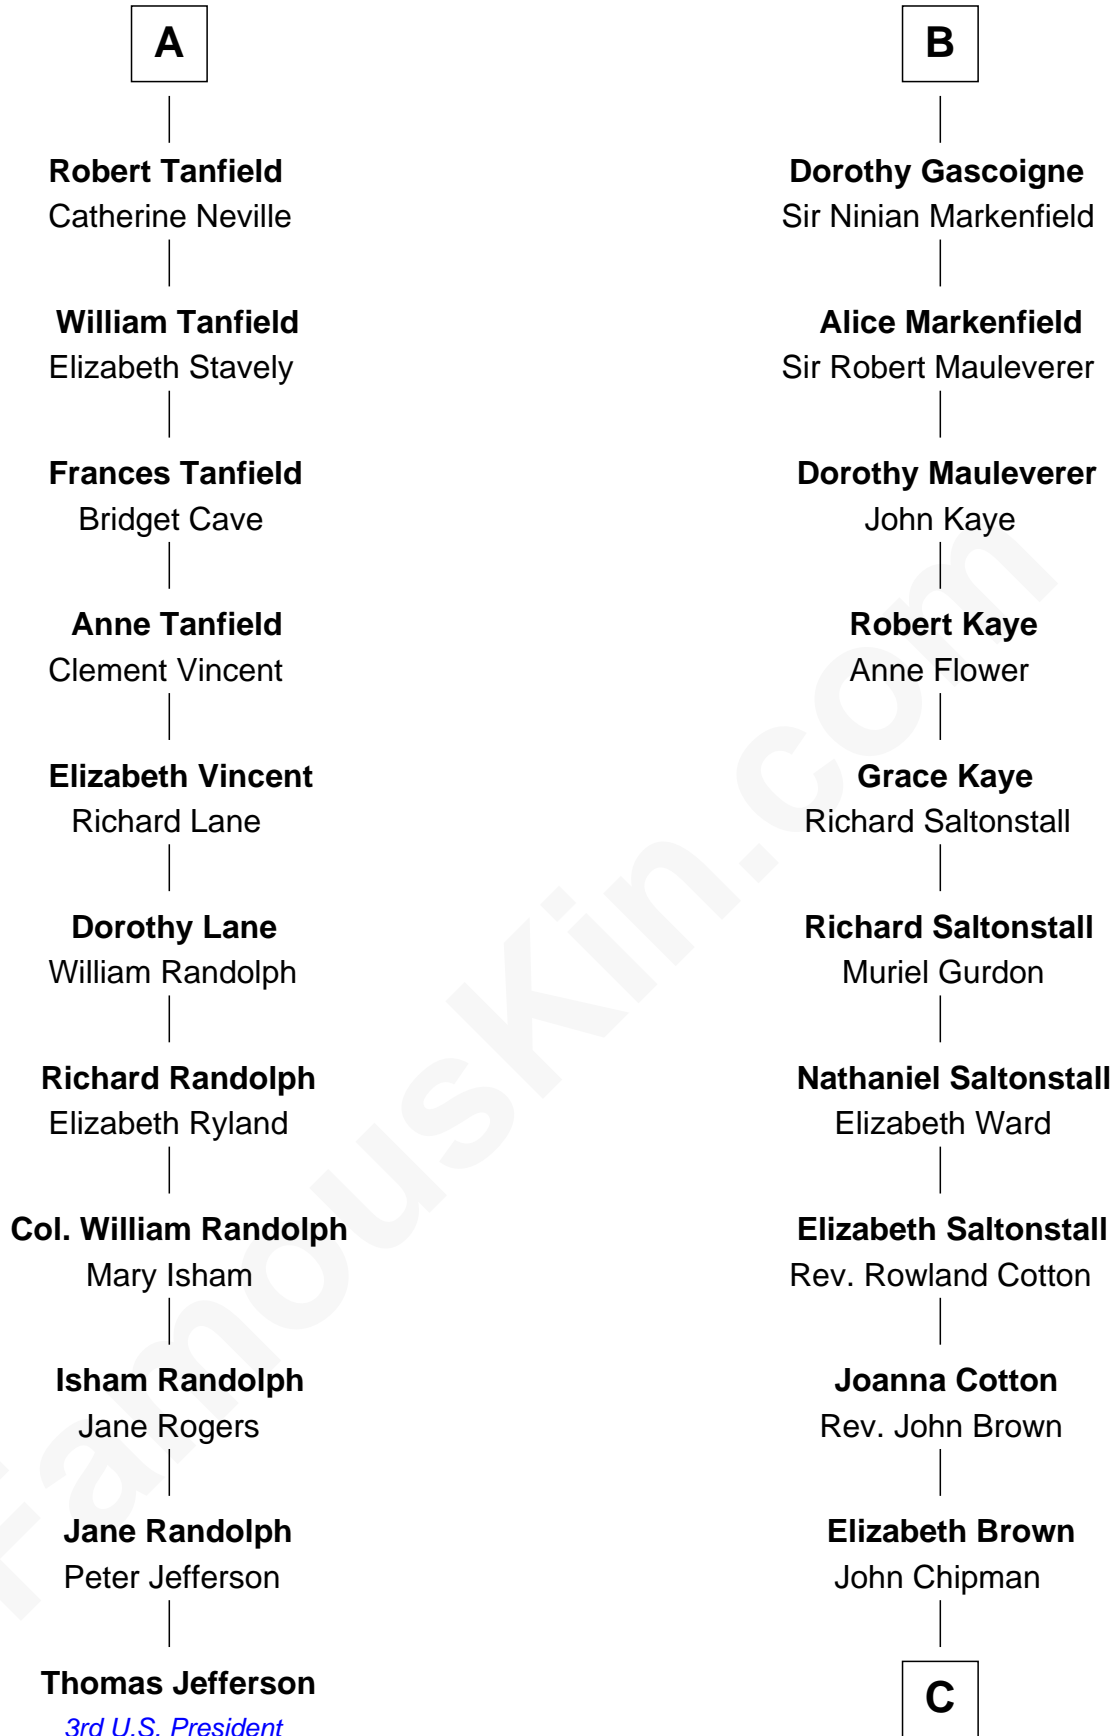 A
Robert Tanfield
Catherine Neville
William Tanfield
Elizabeth Stavely
Frances Tanfield
Bridget Cave
Anne Tanfield
Clement Vincent
Elizabeth Vincent
Richard Lane
Dorothy Lane
William Randolph
Richard Randolph
Elizabeth Ryland
Col. William Randolph
Mary Isham
Isham Randolph
Jane Rogers
Jane Randolph
Peter Jefferson
Thomas Jefferson
3rd U.S. President
B
Dorothy Gascoigne
Sir Ninian Markenfield
Alice Markenfield
Sir Robert Mauleverer
Dorothy Mauleverer
John Kaye
Robert Kaye
Anne Flower
Grace Kaye
Richard Saltonstall
Richard Saltonstall
Muriel Gurdon
Nathaniel Saltonstall
Elizabeth Ward
Elizabeth Saltonstall
Rev. Rowland Cotton
Joanna Cotton
Rev. John Brown
Elizabeth Brown
John Chipman
C
FamousKin.com